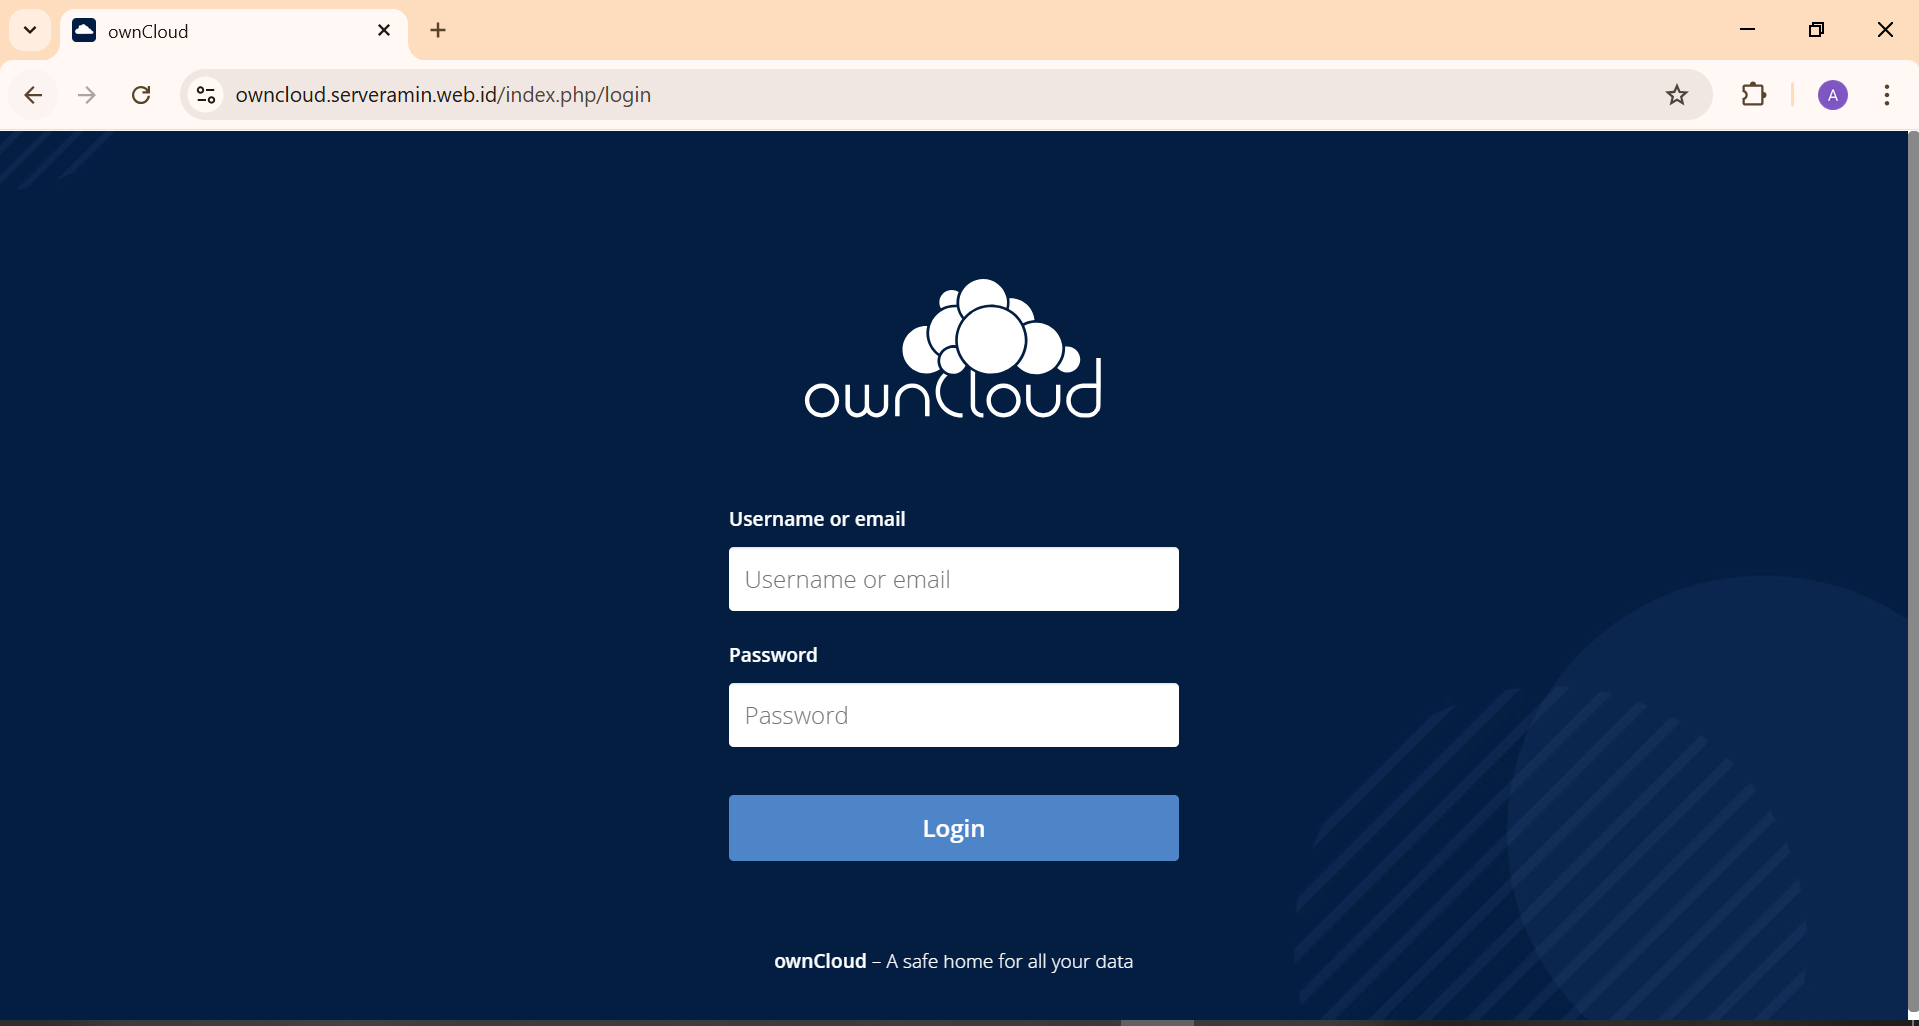 ownCloud
owncloud.serveramin.web.id/index.php/login
A
ownCloud
Username or email
Username or email
Password
Password
Login
ownCloud – A safe home for all your data